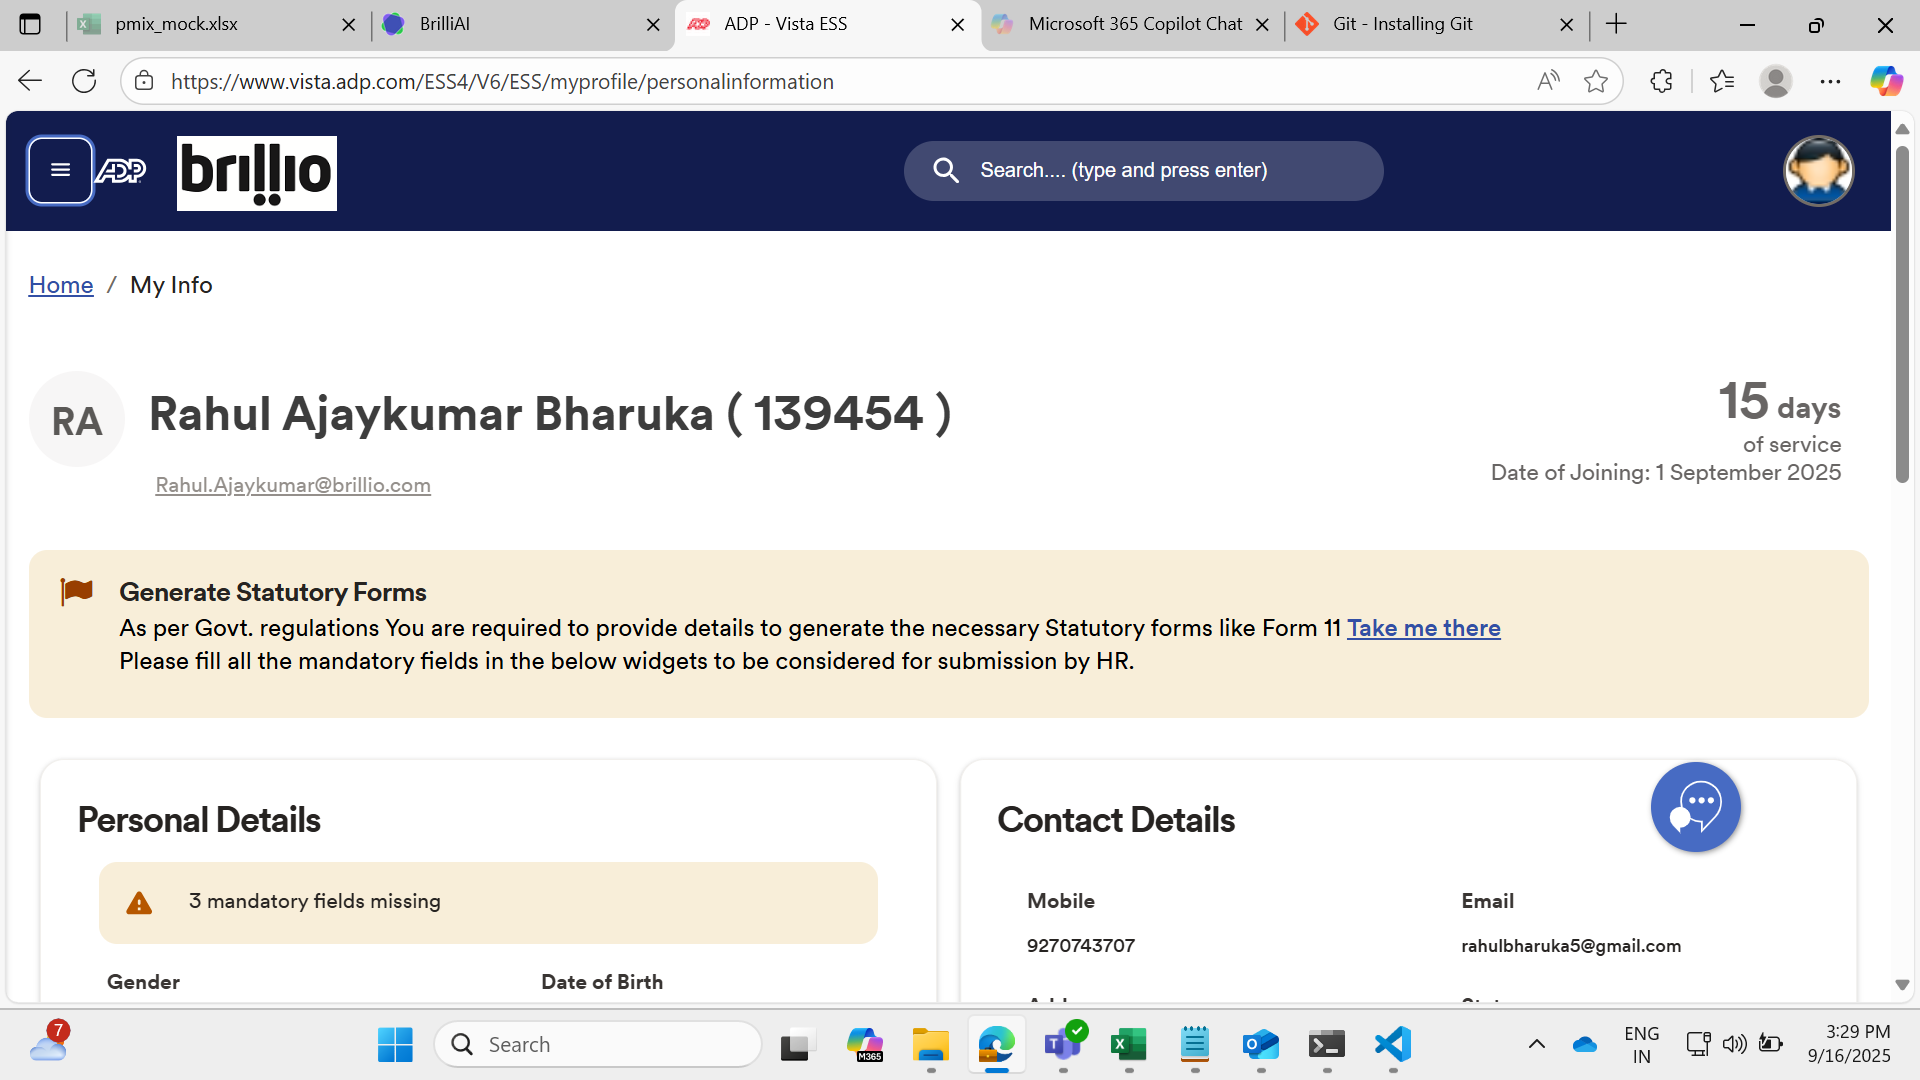 pmix_mock.xlsx
BrilliAI
ADP - Vista ESS
Microsoft 365 Copilot Chat
Git - Installing Git
https://www.vista.adp.com/ESS4/V6/ESS/myprofile/personalinformation
ADP
brillio
Search.... (type and press enter)
Home / My Info
RA
Rahul Ajaykumar Bharuka ( 139454 )
15 days
of service
Rahul.Ajaykumar@brillio.com
Date of Joining: 1 September 2025
Generate Statutory Forms
As per Govt. regulations You are required to provide details to generate the necessary Statutory forms like Form 11 Take me there
Please fill all the mandatory fields in the below widgets to be considered for submission by HR.
Personal Details
3 mandatory fields missing
Gender
Date of Birth
Contact Details
Mobile
Email
9270743707
rahulbharuka5@gmail.com
7
Search
M365
ENG
IN
3:29 PM
9/16/2025